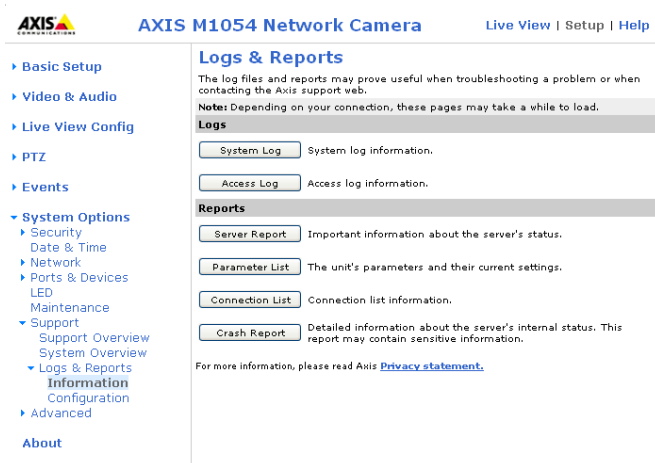 AXIS
COMMUNICATIONS
AXIS M1054 Network Camera
Live View | Setup | Help
Basic Setup
Video & Audio
Live View Config
PTZ
Events
System Options
Security
Date & Time
Network
Ports & Devices
LED
Maintenance
Support
Support Overview
System Overview
Logs & Reports
Information
Configuration
Advanced
About
Logs & Reports
The log files and reports may prove useful when troubleshooting a problem or when
contacting the Axis support web.
Note: Depending on your connection, these pages may take a while to load.
Logs
System Log System log information.
Access Log Access log information.
Reports
Server Report Important information about the server's status.
Parameter List The unit's parameters and their current settings.
Connection List Connection list information.
Crash Report Detailed information about the server's internal status. This
report may contain sensitive information.
For more information, please read Axis Privacy statement.